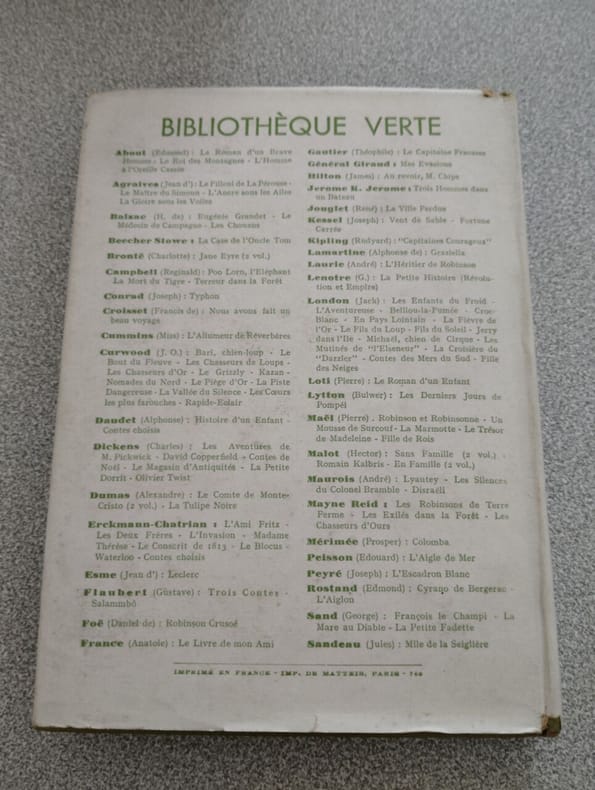 BIBLIOTHÈQUE VERTE
About (Edmond) : Le Roman d'un Brave
Homme - Le Roi des Montagnes - L'Homme
à l'Oreille Cassée
Agraives (Jean d') : Le Filleul de La Pérouse -
Le Maître du Simoun - L'Ancre sous les Ailes
La Gloire sous les Voiles
Balzac (H. de) : Eugénie Grandet - Le
Médecin de Campagne - Les Chouans
Beecher Stowe : La Case de l'Oncle Tom
Brontë (Charlotte) : Jane Eyre (2 vol.)
Campbell (Reginald) : Poo Lorn, l'Eléphant
La Mort du Tigre - Terreur dans la Forêt
Conrad (Joseph) : Typhon
Croisset (Francis de) : Nous avons fait un
beau voyage
Cummins (Miss) : L'Allumeur de Réverbères
Curwood (J. O.) : Bari, chien-loup - Le
Bout du Fleuve - Les Chasseurs de Loups -
Les Chasseurs d'Or - Le Grizzly - Kazan -
Nomades du Nord - Le Piège d'Or - La Piste
Dangereuse - La Vallée du Silence - Les Cœurs
les plus farouches - Rapide-Eclair
Daudet (Alphonse) : Histoire d'un Enfant -
Contes choisis
Dickens (Charles) : Les Aventures de
M. Pickwick - David Copperfield - Contes de
Noël - Le Magasin d'Antiquités - La Petite
Dorrit - Olivier Twist
Dumas (Alexandre) : Le Comte de Monte-
Cristo (2 vol.) - La Tulipe Noire
Erckmann-Chatrian : L'Ami Fritz -
Les Deux Frères - L'Invasion - Madame
Thérèse - Le Conscrit de 1813 - Le Blocus -
Waterloo - Contes choisis
Esme (Jean d') : Leclerc
Flaubert (Gustave) : Trois Contes -
Salammbô
Foë (Daniel de) : Robinson Crusoé
France (Anatole) : Le Livre de mon Ami
Gautier (Théophile) : Le Capitaine Fracasse
Général Giraud : Mes Evasions
Hilton (James) : Au revoir, M. Chips
Jerome K. Jerome : Trois Hommes dans
un Bateau
Jouglet (René) : La Ville Perdue
Kessel (Joseph) : Vent de Sable - Fortune
Carrée
Kipling (Rudyard) : "Capitaines Courageux"
Lamartine (Alphonse de) : Graziella
Laurie (André) : L'Héritier de Robinson
Lenotre (G.) : La Petite Histoire (Révolu-
tion et Empire)
London (Jack) : Les Enfants du Froid -
L'Aventureuse - Belliou-la-Fumée - Croc-
Blanc - En Pays Lointain - La Fièvre de
l'Or - Le Fils du Loup - Fils du Soleil - Jerry
dans l'Ile - Michaël, chien de Cirque - Les
Mutinés de "l'Elseneur" - La Croisière du
"Dazzler" - Contes des Mers du Sud - Fille
des Neiges
Loti (Pierre) : Le Roman d'un Enfant
Lytton (Bulwer) : Les Derniers Jours de
Pompéi
Maël (Pierre) . Robinson et Robinsonne - Un
Mousse de Surcouf - La Marmotte - Le Trésor
de Madeleine - Fille de Rois
Malot (Hector) : Sans Famille (2 vol.) -
Romain Kalbris - En Famille (2 vol.)
Maurois (André) : Lyautey - Les Silences
du Colonel Bramble - Disraëli
Mayne Reid : Les Robinsons de Terre
Ferme - Les Exilés dans la Forêt - Les
Chasseurs d'Ours
Mérimée (Prosper) : Colomba
Peisson (Edouard) : L'Aigle de Mer
Peyré (Joseph) : L'Escadron Blanc
Rostand (Edmond) : Cyrano de Bergerac -
L'Aiglon
Sand (George) : François le Champi - La
Mare au Diable - La Petite Fadette
Sandeau (Jules) : Mlle de la Seiglière
IMPRIMÉ EN FRANCE - IMP. DE MATTEIS, PARIS - 760